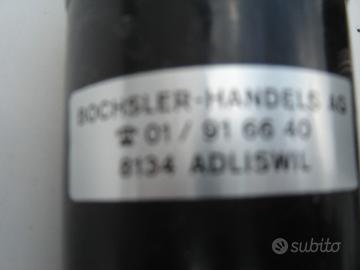 BOCHSLER-HANDELS AG
☎ 01 / 91 66 40
8134 ADLISWIL
subito